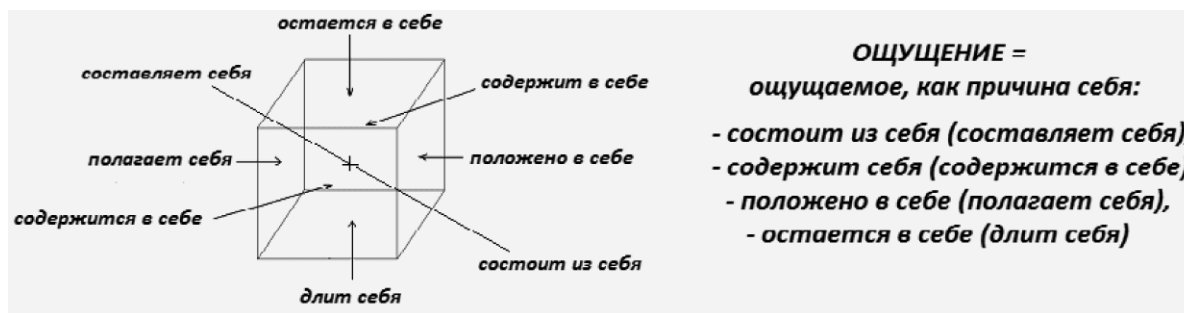 остается в себе
составляет себя
содержит в себе
полагает себя
положено в себе
содержится в себе
состоит из себя
длит себя
ОЩУЩЕНИЕ =
ощущаемое, как причина себя:
- состоит из себя (составляет себя),
- содержит себя (содержится в себе)
- положено в себе (полагает себя),
- остается в себе (длит себя)